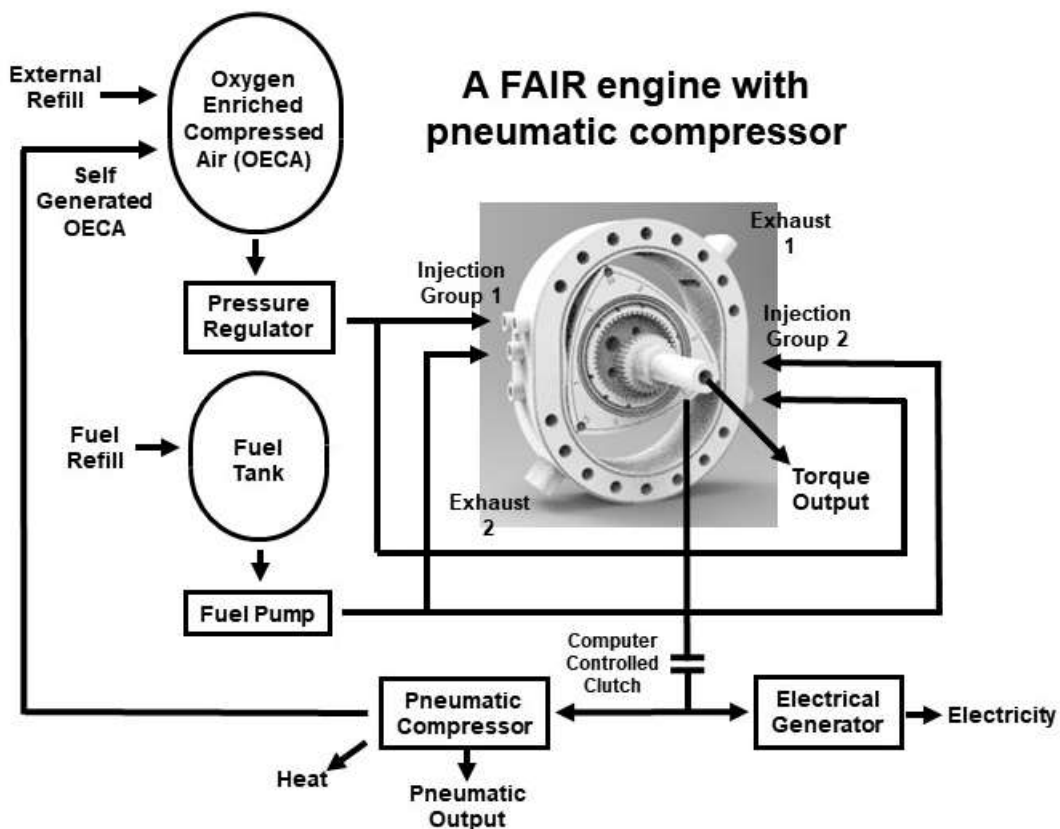 A FAIR engine with
pneumatic compressor
External
Refill
Oxygen
Enriched
Compressed
Air (OECA)
Self
Generated
OECA
Pressure
Regulator
Injection
Group 1
Exhaust
1
Injection
Group 2
Fuel
Refill
Fuel
Tank
Exhaust
2
Torque
Output
Fuel Pump
Computer
Controlled
Clutch
Pneumatic
Compressor
Electrical
Generator
Electricity
Heat
Pneumatic
Output